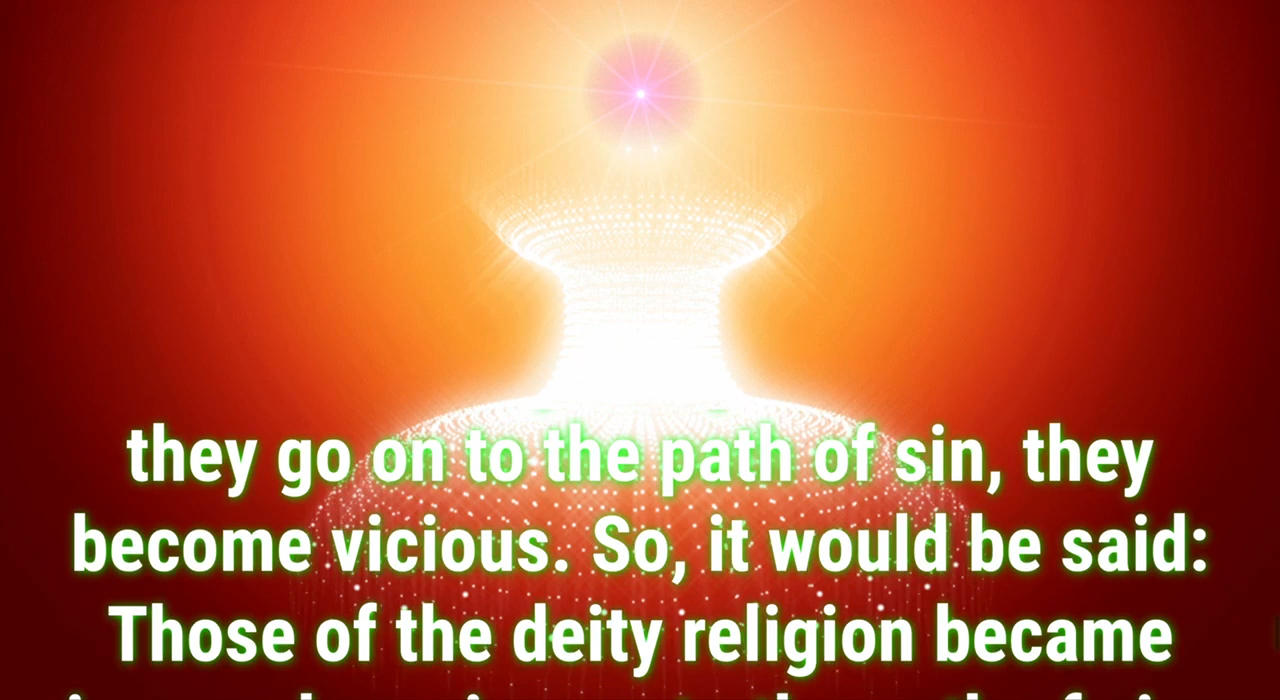 they go on to the path of sin, they
become vicious. So, it would be said:
Those of the deity religion became